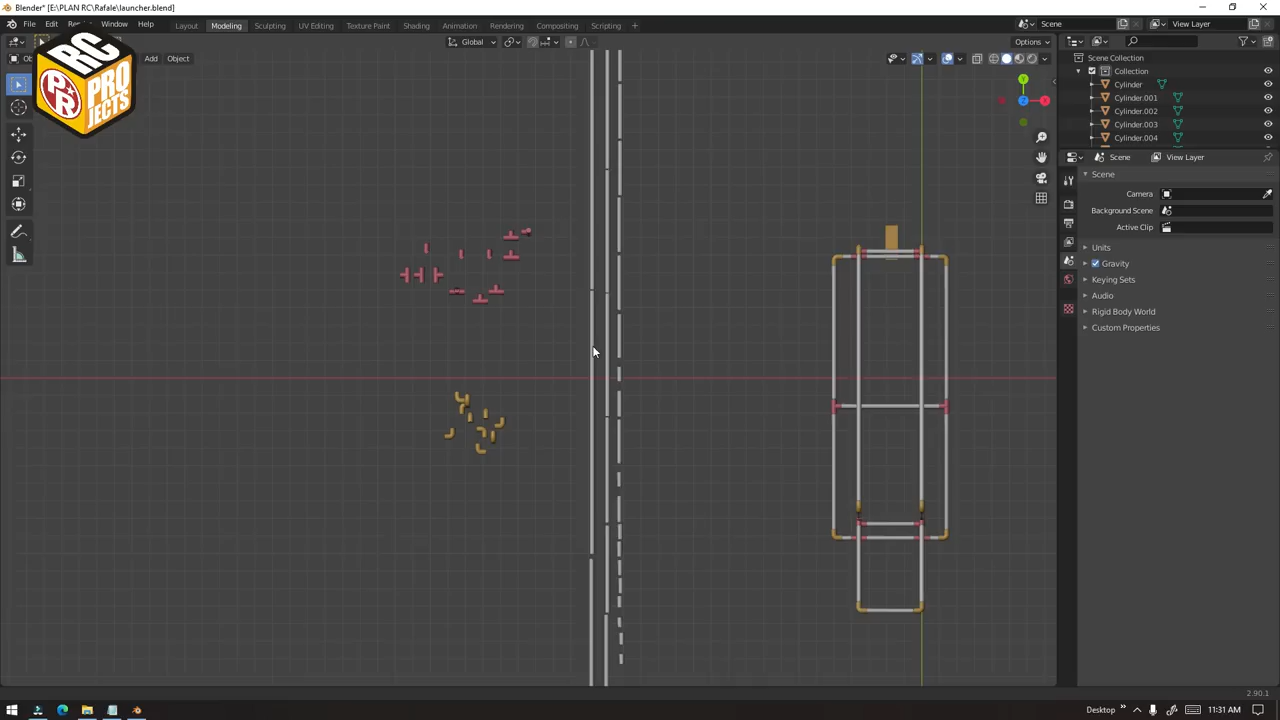 Blender* [E:\PLAN RC\Rafale\launcher.blend]
File
Edit
Window
Help
Layout
Modeling
Sculpting
UV Editing
Texture Paint
Shading
Animation
Rendering
Compositing
Scripting
Scene
View Layer
Global
Options
Add
Object
RC
PROJECTS
PR
Y
X
Z
Scene Collection
Collection
Cylinder
Cylinder.001
Cylinder.002
Cylinder.003
Cylinder.004
Scene
View Layer
Scene
Camera
Background Scene
Active Clip
Units
Gravity
Keying Sets
Audio
Rigid Body World
Custom Properties
2.90.1
Desktop
11:31 AM